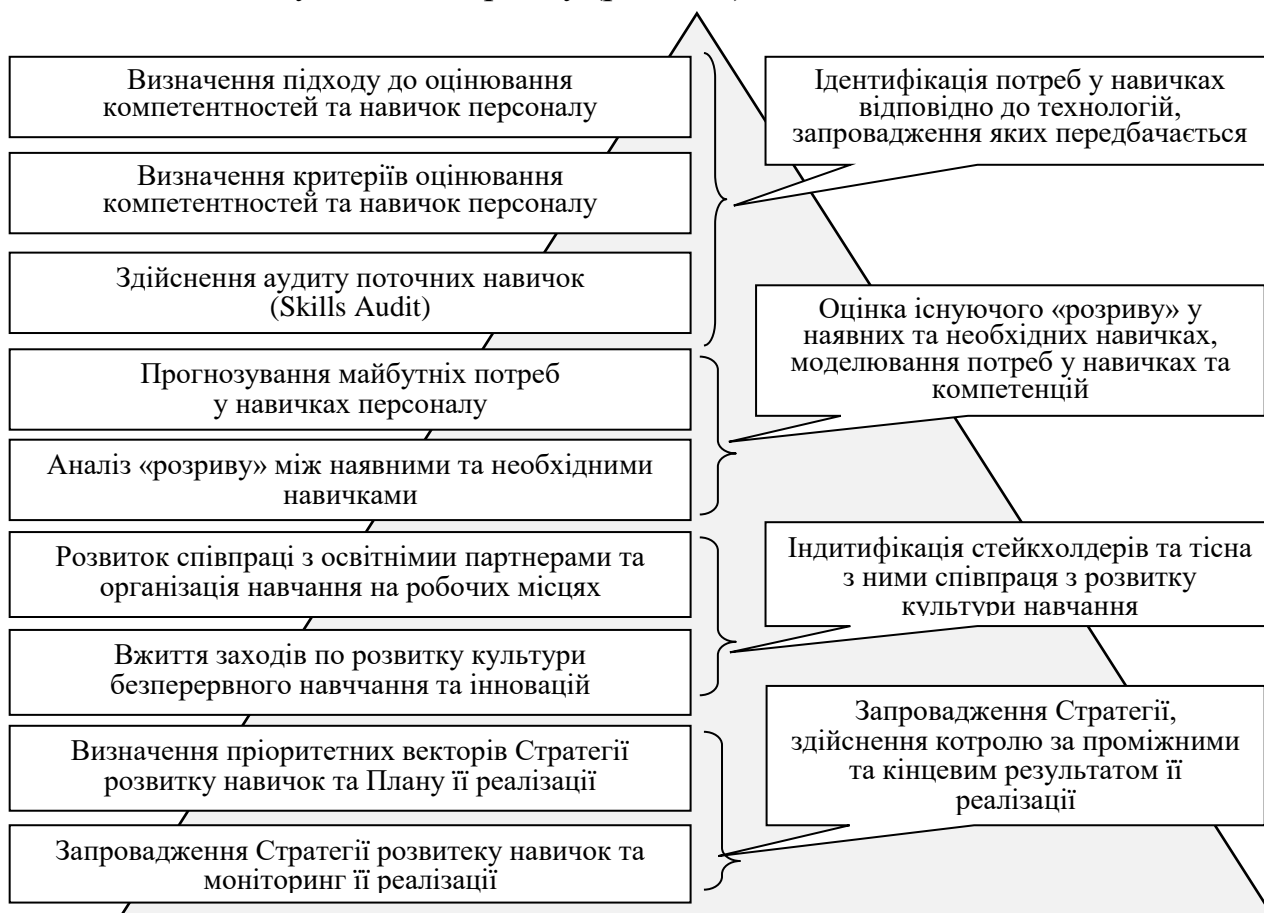 Визначення підходу до оцінювання
компетентностей та навичок персоналу
Визначення критеріїв оцінювання
компетентностей та навичок персоналу
Здійснення аудиту поточних навичок
(Skills Audit)
Ідентифікація потреб у навичках
відповідно до технологій,
запровадження яких передбачається
Прогнозування майбутніх потреб
у навичках персоналу
Аналіз «розриву» між наявними та необхідними
навичками
Оцінка існуючого «розриву» у
наявних та необхідних навичках,
моделювання потреб у навичках та
компетенцій
Розвиток співпраці з освітнімии партнерами та
організація навчання на робочих місцях
Вжиття заходів по розвитку культури
безперервного навччання та інновацій
Індитифікація стейкхолдерів та тісна
з ними співпраця з розвитку
культури навчання
Визначення пріоритетних векторів Стратегії
розвитку навичок та Плану її реалізації
Запровадження Стратегії розвитеку навичок та
моніторинг її реалізації
Запровадження Стратегії,
здійснення котролю за проміжними
та кінцевим результатом її
реалізації